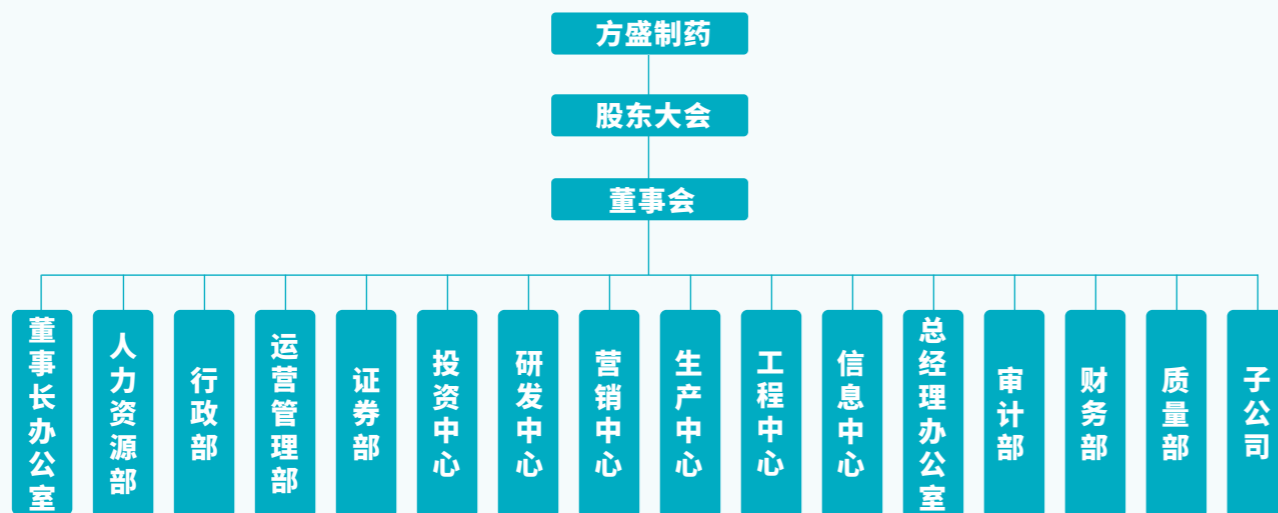 方盛制药
股东大会
董事会
董事长办公室
人力资源部
行政部
运营管理部
证券部
投资中心
研发中心
营销中心
生产中心
工程中心
信息中心
总经理办公室
审计部
财务部
质量部
子公司